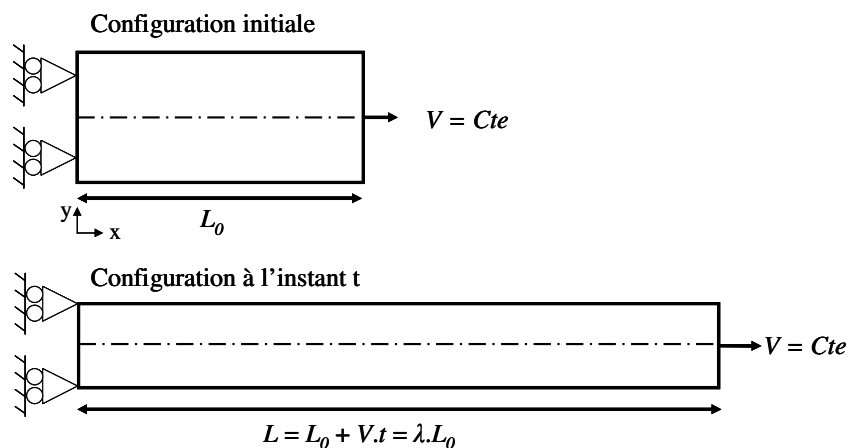 Configuration initiale
V = Cte
L0
y
x
Configuration à l'instant t
V = Cte
L = L0 + V.t = λ.L0